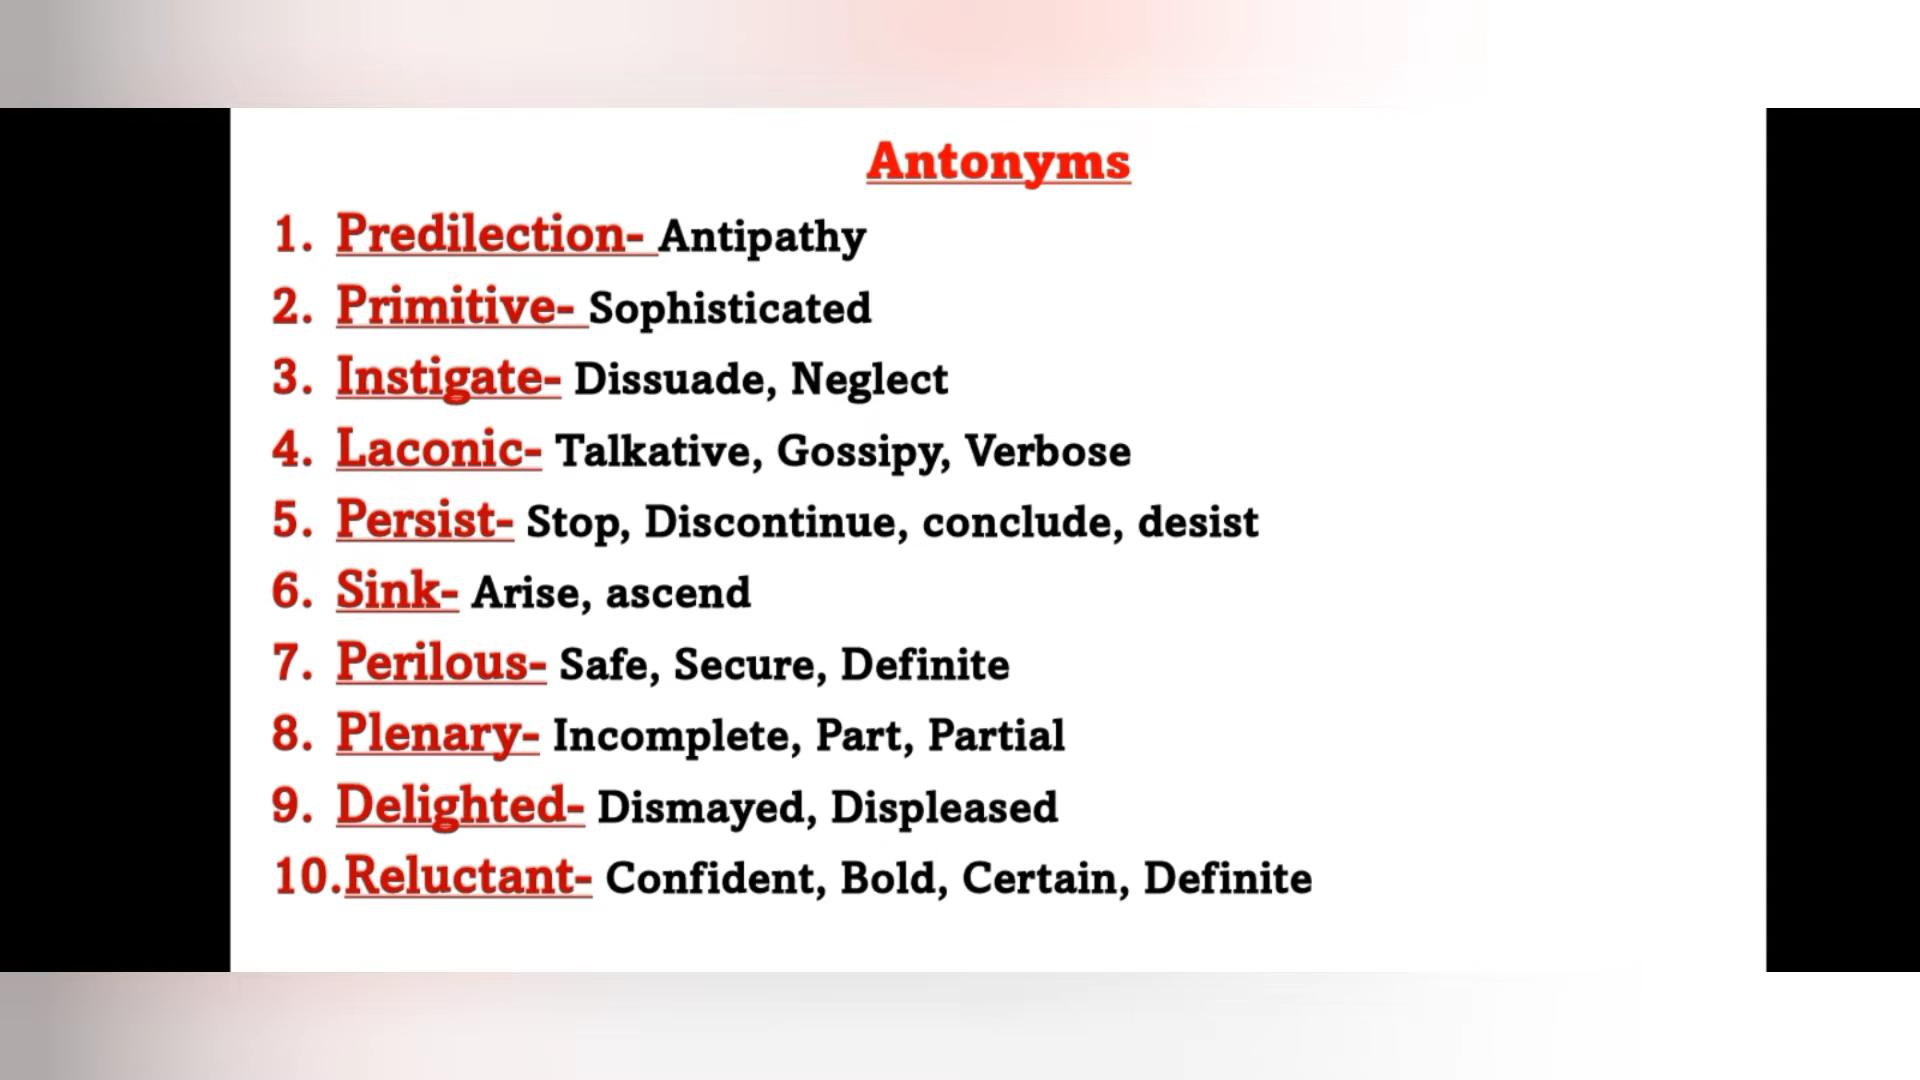 Antonyms
1. Predilection- Antipathy
2. Primitive- Sophisticated
3. Instigate- Dissuade, Neglect
4. Laconic- Talkative, Gossipy, Verbose
5. Persist- Stop, Discontinue, conclude, desist
6. Sink- Arise, ascend
7. Perilous- Safe, Secure, Definite
8. Plenary- Incomplete, Part, Partial
9. Delighted- Dismayed, Displeased
10.Reluctant- Confident, Bold, Certain, Definite